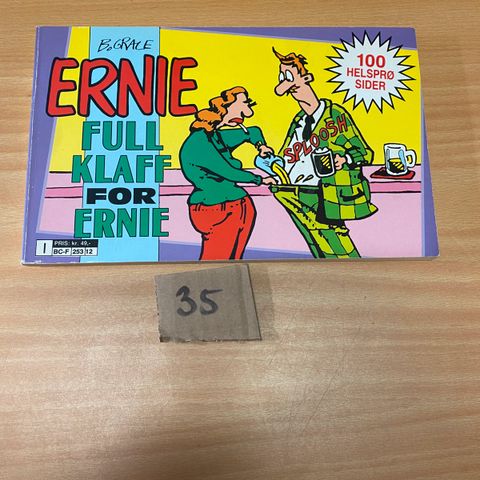 B. GRACE
ERNIE
FULL
KLAFF
FOR
ERNIE
100
HELSPRØ
SIDER
SPLOOSH
1
PRIS: kr. 49,-
BC-F 253 12
35